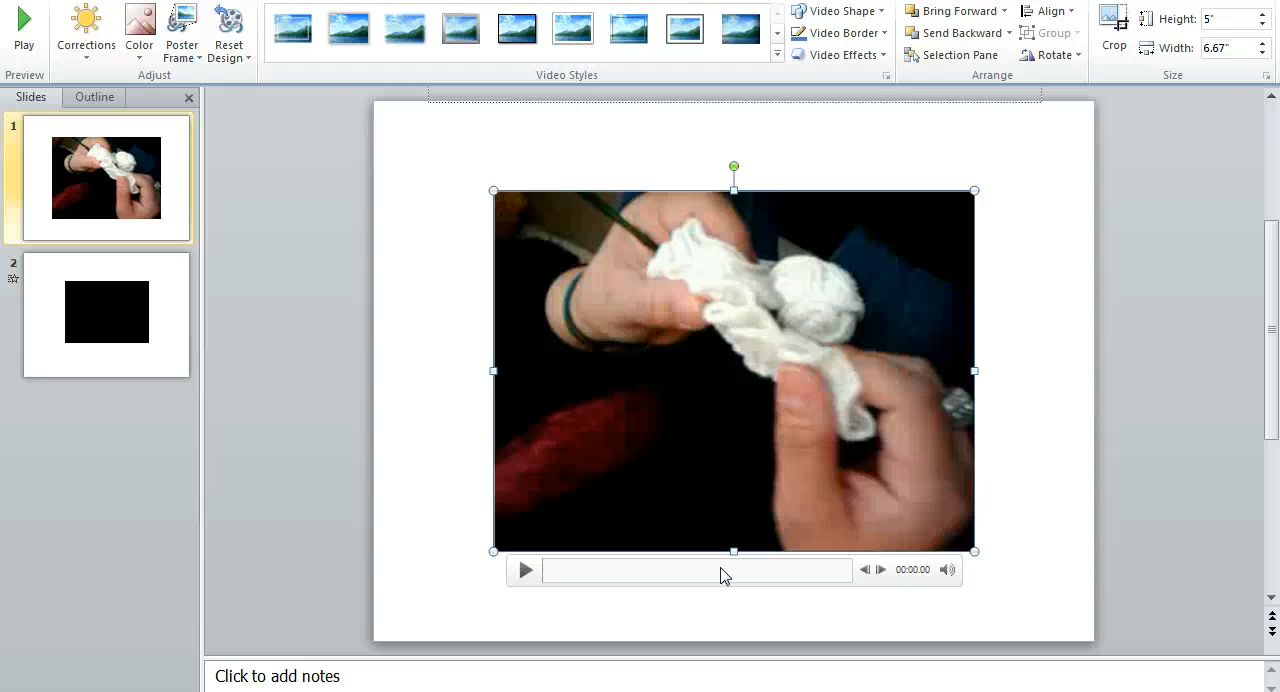 Play
Corrections
Color
Poster Frame
Reset Design
Video Shape
Video Border
Video Effects
Bring Forward
Send Backward
Selection Pane
Align
Group
Rotate
Crop
Height: 5"
Width: 6.67"
Preview
Adjust
Video Styles
Arrange
Size
Slides
Outline
1
2
00:00.00
Click to add notes